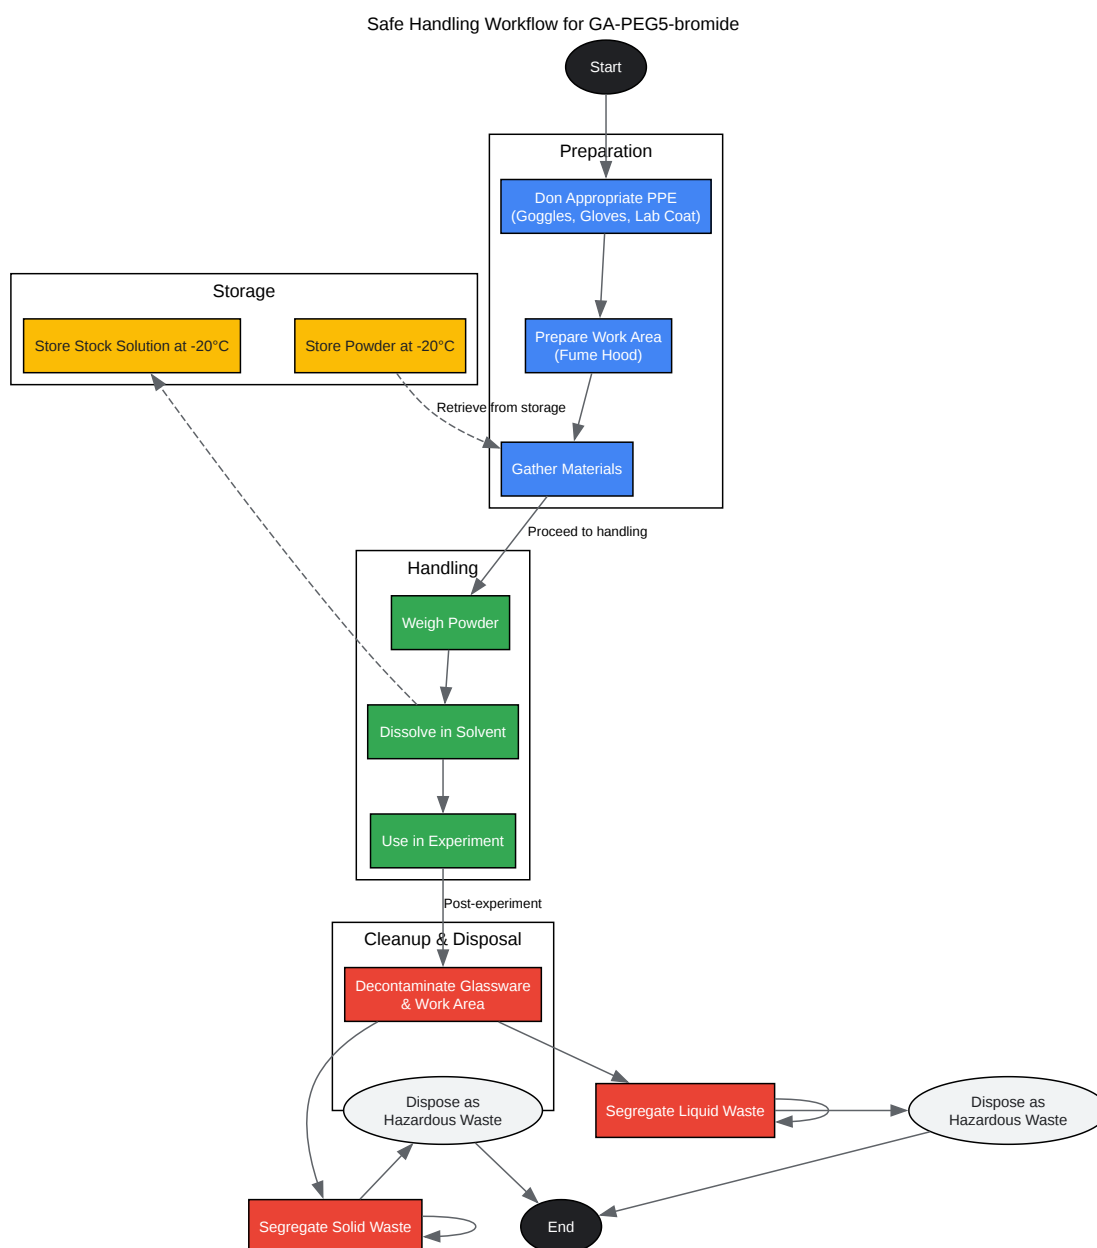 Safe Handling Workflow for GA-PEG5-bromide
Start
Preparation
Don Appropriate PPE
(Goggles, Gloves, Lab Coat)
Storage
Store Stock Solution at -20°C
Store Powder at -20°C
Prepare Work Area
(Fume Hood)
Retrieve from storage
Gather Materials
Proceed to handling
Handling
Weigh Powder
Dissolve in Solvent
Use in Experiment
Post-experiment
Cleanup & Disposal
Decontaminate Glassware
& Work Area
Dispose as
Hazardous Waste
Segregate Liquid Waste
Dispose as
Hazardous Waste
Segregate Solid Waste
End